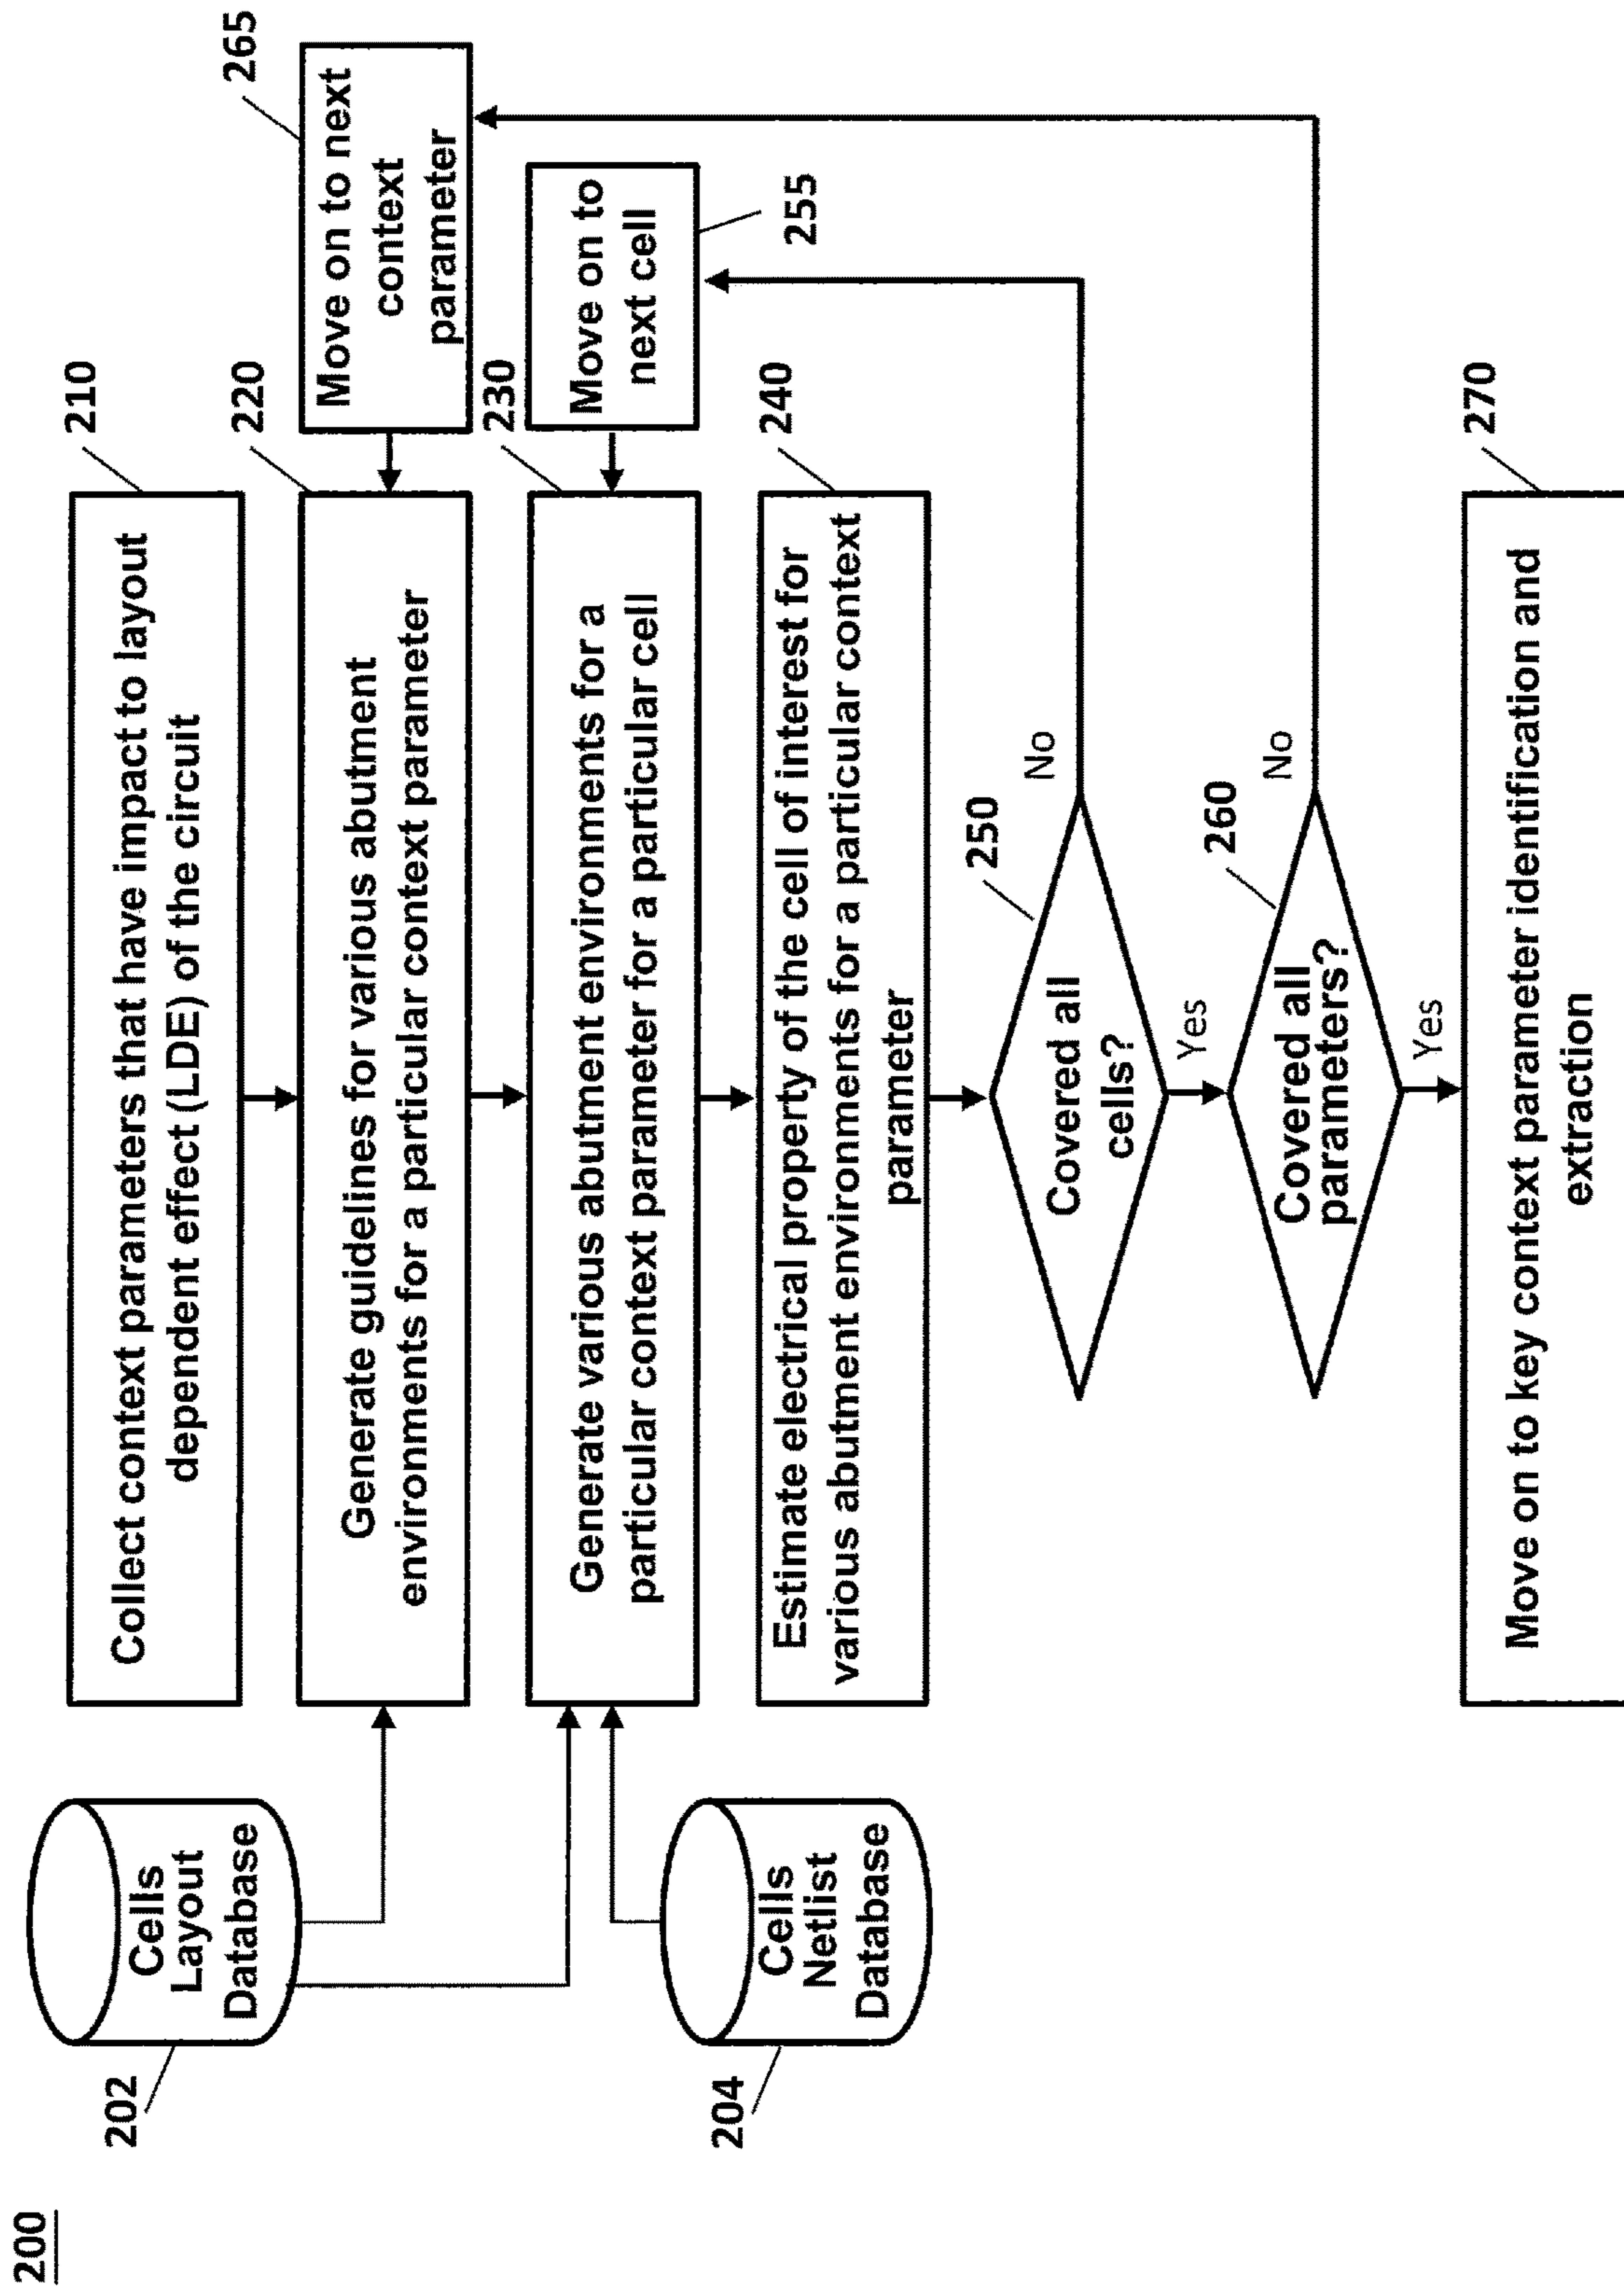 200
202
Cells
Layout
Database
204
Cells
Netlist
Database
210
Collect context parameters that have impact to layout
dependent effect (LDE) of the circuit
220
Generate guidelines for various abutment
environments for a particular context parameter
265
Move on to next
context
parameter
230
Generate various abutment environments for a
particular context parameter for a particular cell
Move on to
next cell
255
240
Estimate electrical property of the cell of interest for
various abutment environments for a particular context
parameter
250
Covered all
cells?
No
Yes
260
Covered all
parameters?
No
Yes
270
Move on to key context parameter identification and
extraction